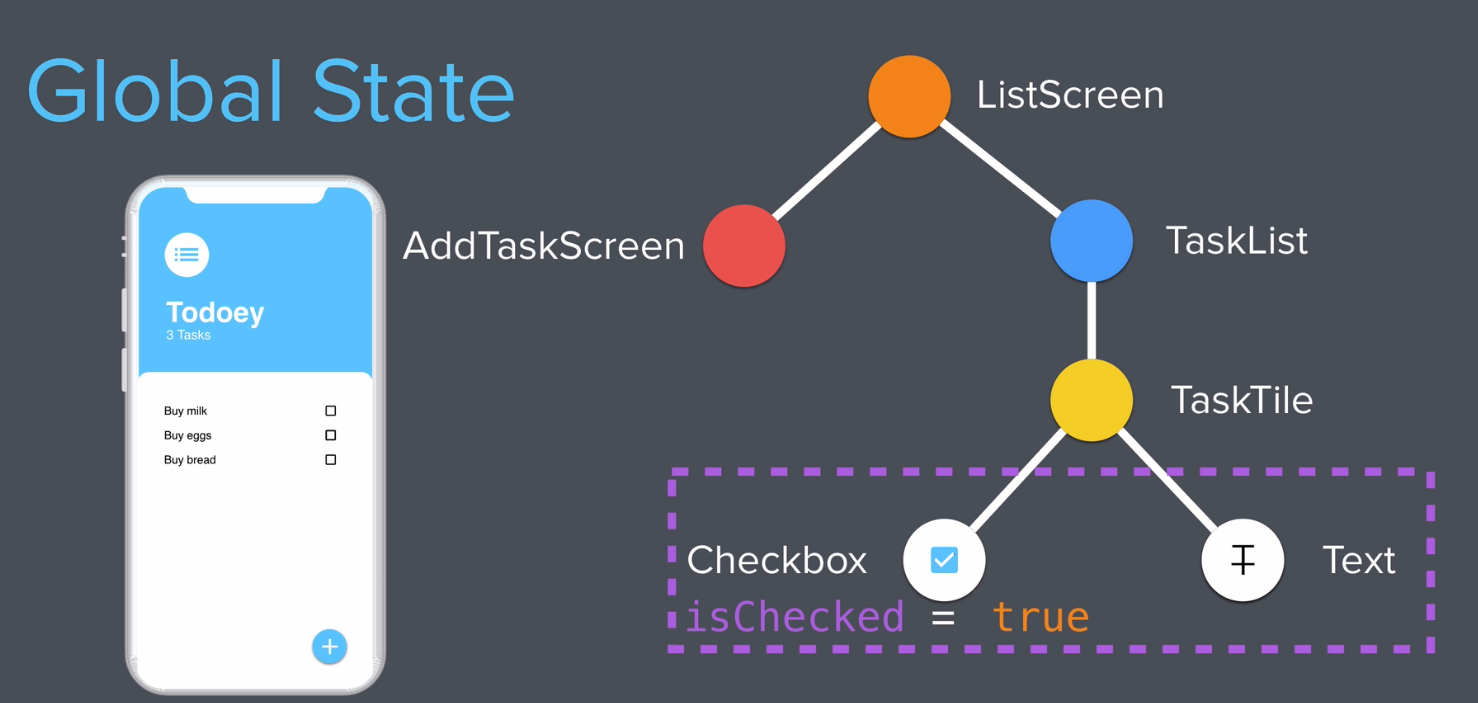 Global State
ListScreen
AddTaskScreen
TaskList
Todoey
3 Tasks
TaskTile
Buy milk
Buy eggs
Buy bread
Checkbox
Text
isChecked = true